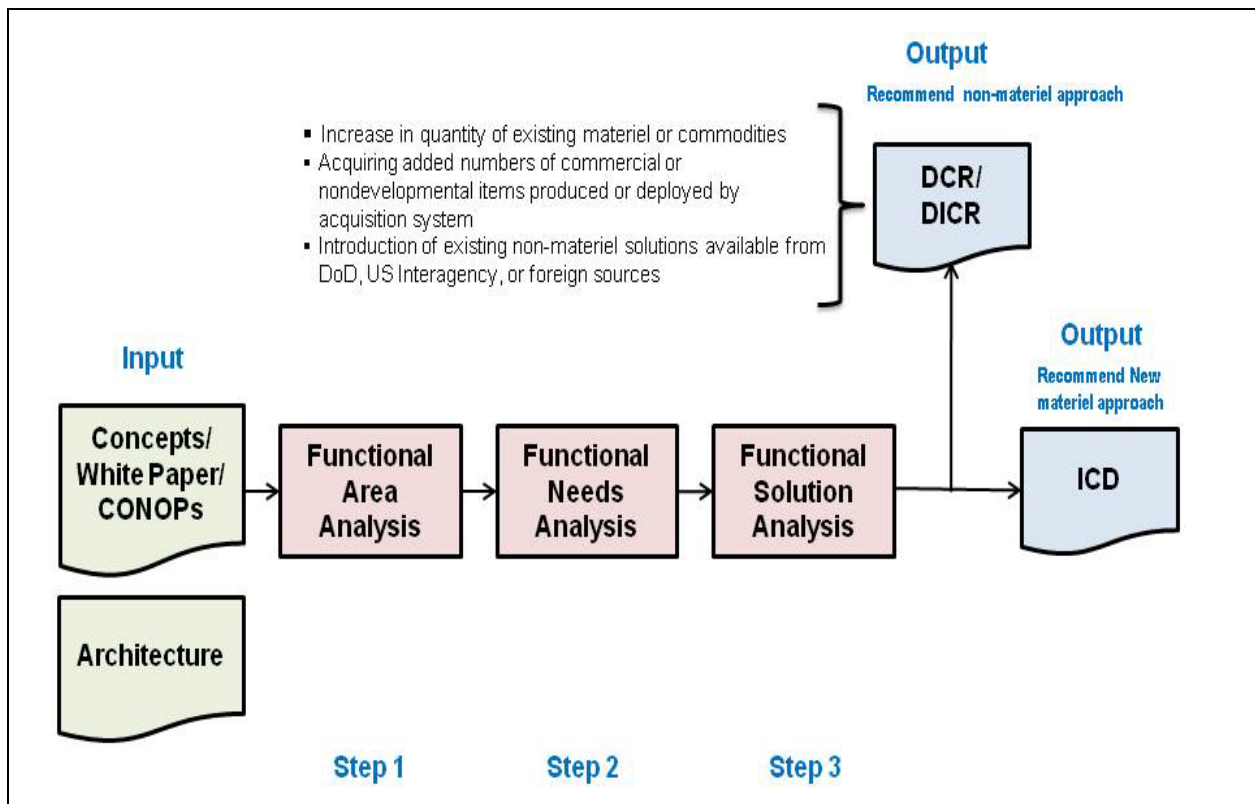 Output
Recommend non-materiel approach
▪ Increase in quantity of existing materiel or commodities
▪ Acquiring added numbers of commercial or
nondevelopmental items produced or deployed by
acquisition system
▪ Introduction of existing non-materiel solutions available from
DoD, US Interagency, or foreign sources
DCR/
DICR
Input
Output
Recommend New
materiel approach
Concepts/
White Paper/
CONOPs
Functional
Area
Analysis
Functional
Needs
Analysis
Functional
Solution
Analysis
ICD
Architecture
Step 1
Step 2
Step 3